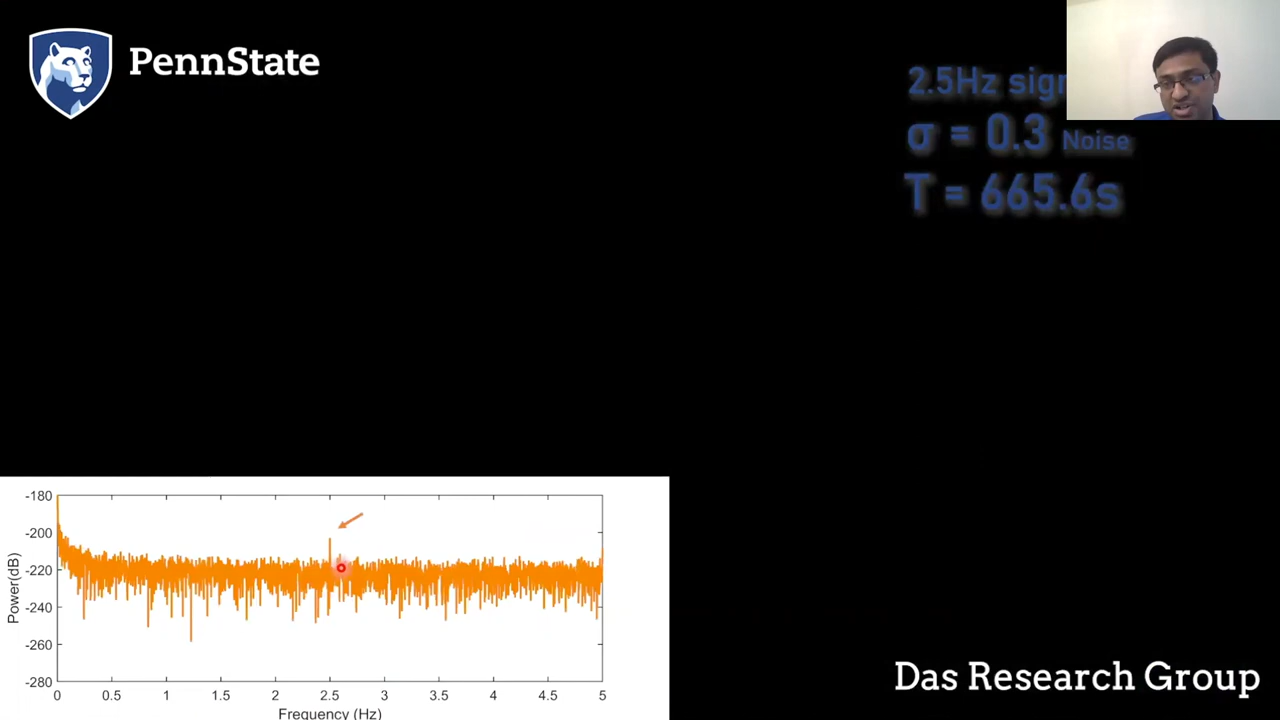 PennState
2.5Hz
σ = 0.3 Noise
T = 665.6s
-180
-200
-220
-240
-260
-280
Power(dB)
0 0.5 1 1.5 2 2.5 3 3.5 4 4.5 5
Frequency (Hz)
Das Research Group